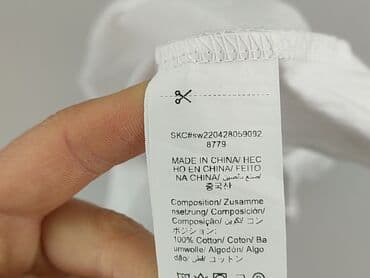 SKC#sw220428059092
8779
MADE IN CHINA/ HEC
HO EN CHINA/ FEITO
NA CHINA/ صنع في الصين/
중국산
Composition/ Zusamme
nsetzung/ Composición/
Composição/ تكوين/ コン
ポジション:
100% Cotton/ Coton/ Ba
umwolle/ Algodón/ Algo
dão/ قطن/ コットン